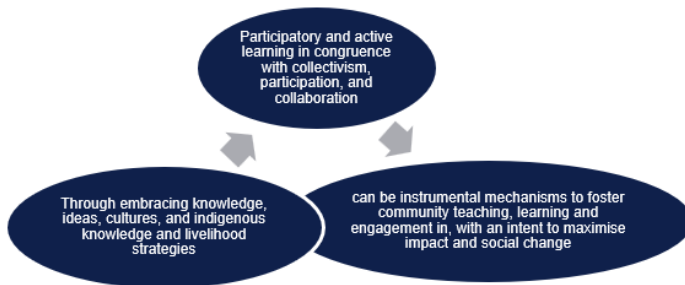 Participatory and active
learning in congruence
with collectivism,
participation, and
collaboration
Through embracing knowledge,
ideas, cultures, and indigenous
knowledge and livelihood
strategies
can be instrumental mechanisms to foster
community teaching, learning and
engagement in, with an intent to maximise
impact and social change